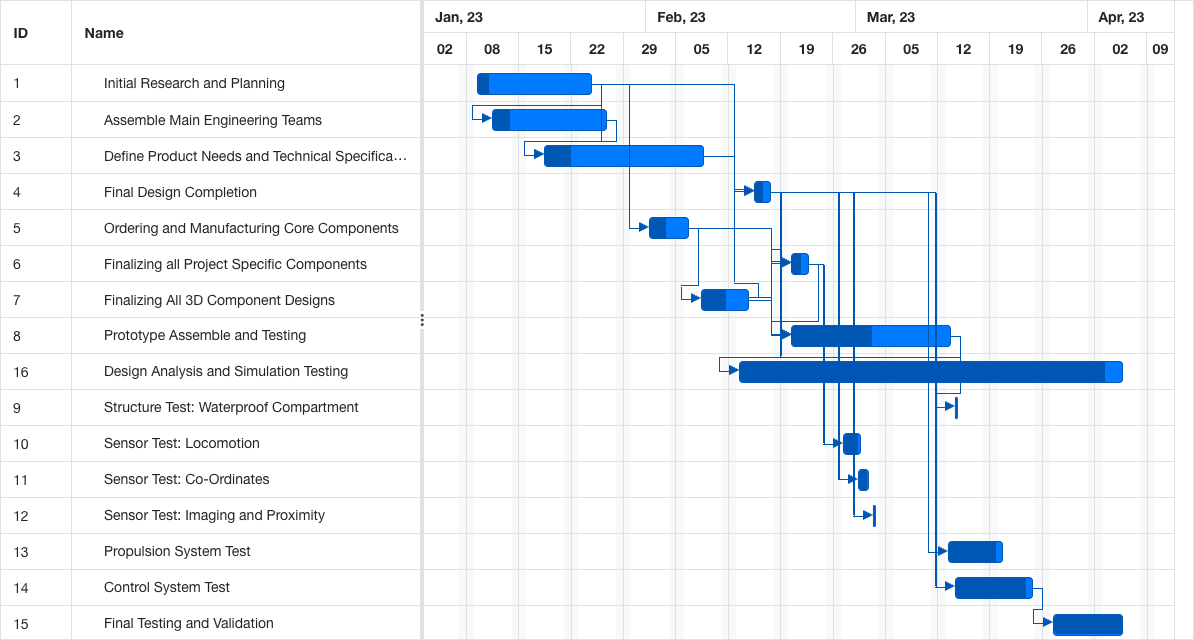 ID Name Jan, 23 Feb, 23 Mar, 23 Apr, 23
02 08 15 22 29 05 12 19 26 05 12 19 26 02 09
1 Initial Research and Planning
2 Assemble Main Engineering Teams
3 Define Product Needs and Technical Specifica...
4 Final Design Completion
5 Ordering and Manufacturing Core Components
6 Finalizing all Project Specific Components
7 Finalizing All 3D Component Designs
8 Prototype Assemble and Testing
16 Design Analysis and Simulation Testing
9 Structure Test: Waterproof Compartment
10 Sensor Test: Locomotion
11 Sensor Test: Co-Ordinates
12 Sensor Test: Imaging and Proximity
13 Propulsion System Test
14 Control System Test
15 Final Testing and Validation